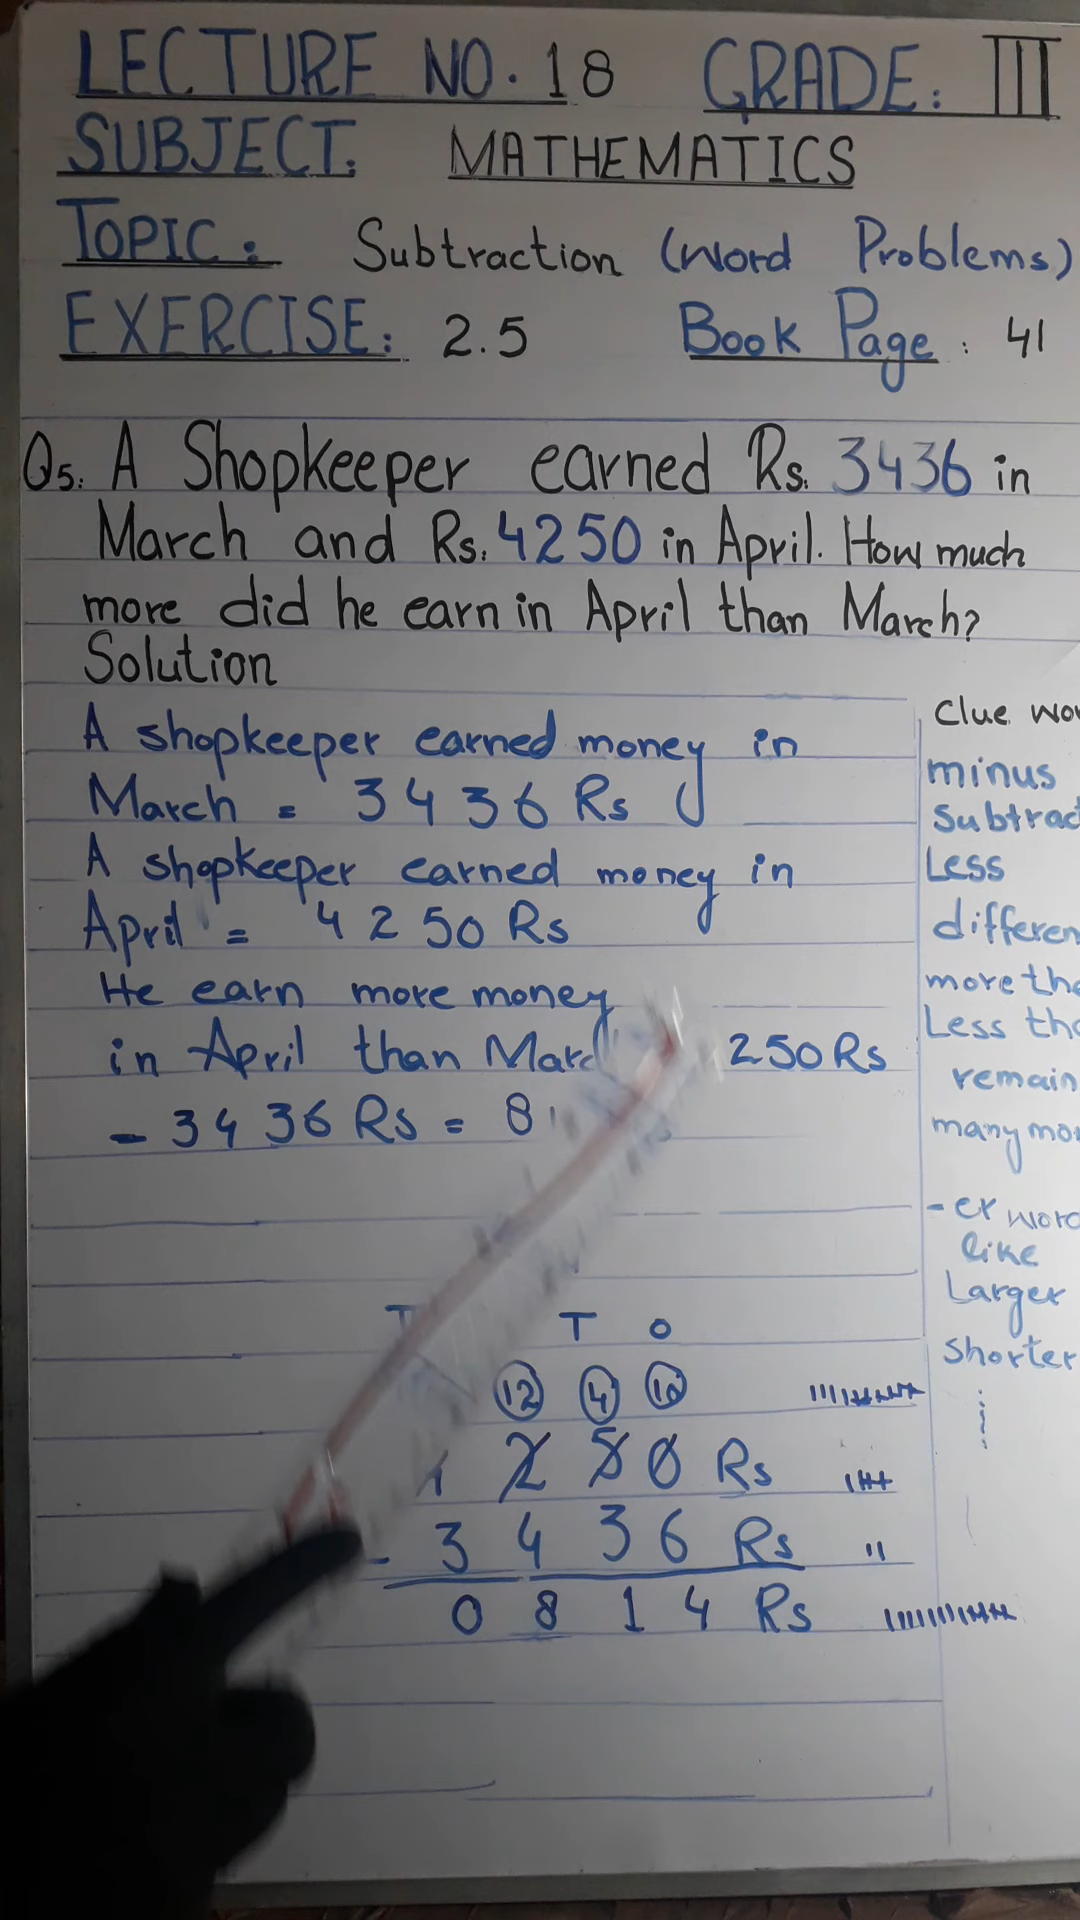 LECTURE NO. 18 GRADE: III
SUBJECT: MATHEMATICS
TOPIC: Subtraction (Word Problems)
EXERCISE: 2.5 Book Page: 41
Q5. A Shopkeeper earned Rs. 3436 in
March and Rs. 4250 in April. How much
more did he earn in April than March?
Solution
A shopkeeper earned money in
March = 3436 Rs
A shopkeeper earned money in
April = 4250 Rs
He earn more money
in April than 250 Rs
- 3436 Rs = 8
Clue
minus
Less
more
Less
remain
many
-er
like
Larger
shorter
T O
12 4 10
2 5 0 Rs
- 3 4 3 6 Rs
0 8 1 4 Rs